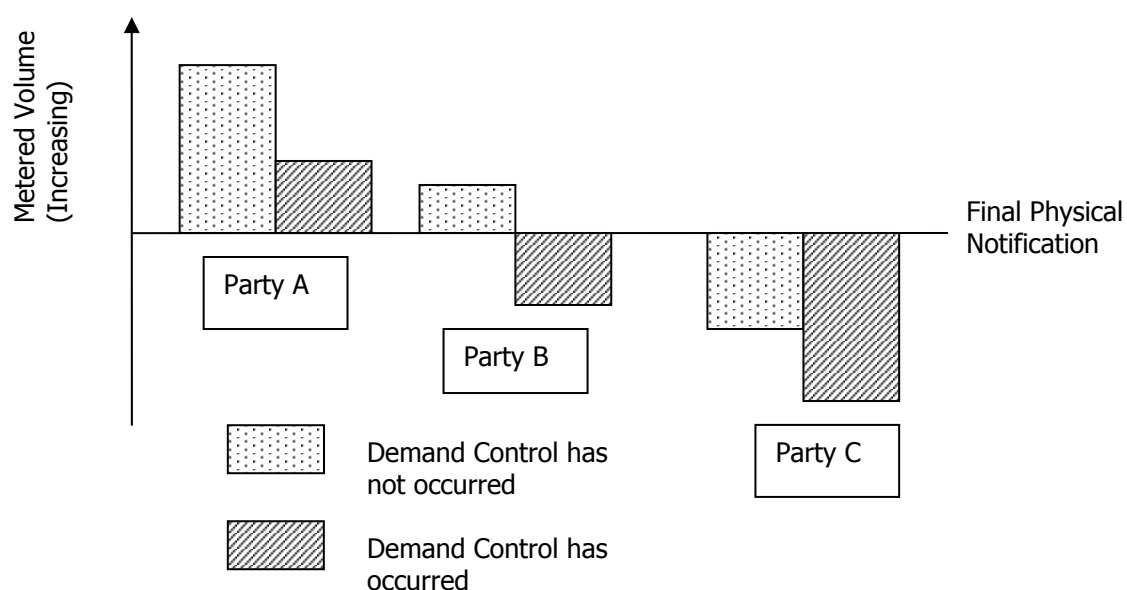 Metered Volume
(Increasing)
Final Physical
Notification
Party A
Party B
Party C
Demand Control has
not occurred
Demand Control has
occurred